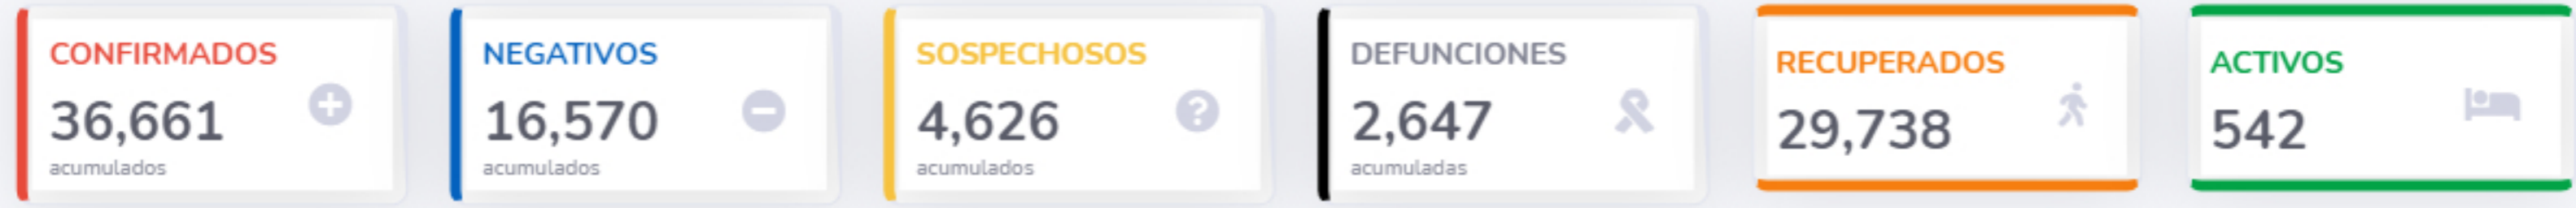 CONFIRMADOS
36,661
acumulados
NEGATIVOS
16,570
acumulados
SOSPECHOSOS
4,626
acumulados
DEFUNCIONES
2,647
acumuladas
RECUPERADOS
29,738
ACTIVOS
542